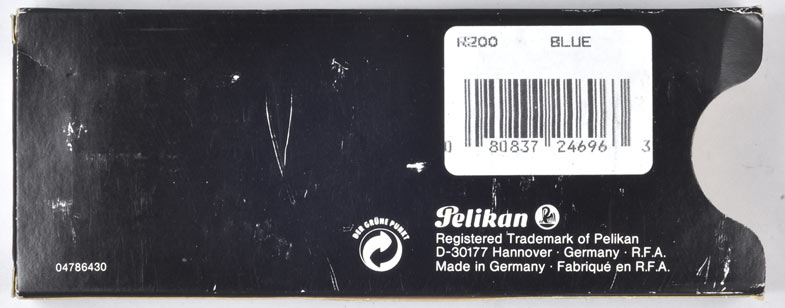 R200 BLUE
0 80837 24696 3
Pelikan
DER GRÜNE PUNKT
Registered Trademark of Pelikan
D-30177 Hannover · Germany · R.F.A.
Made in Germany · Fabriqué en R.F.A.
04786430